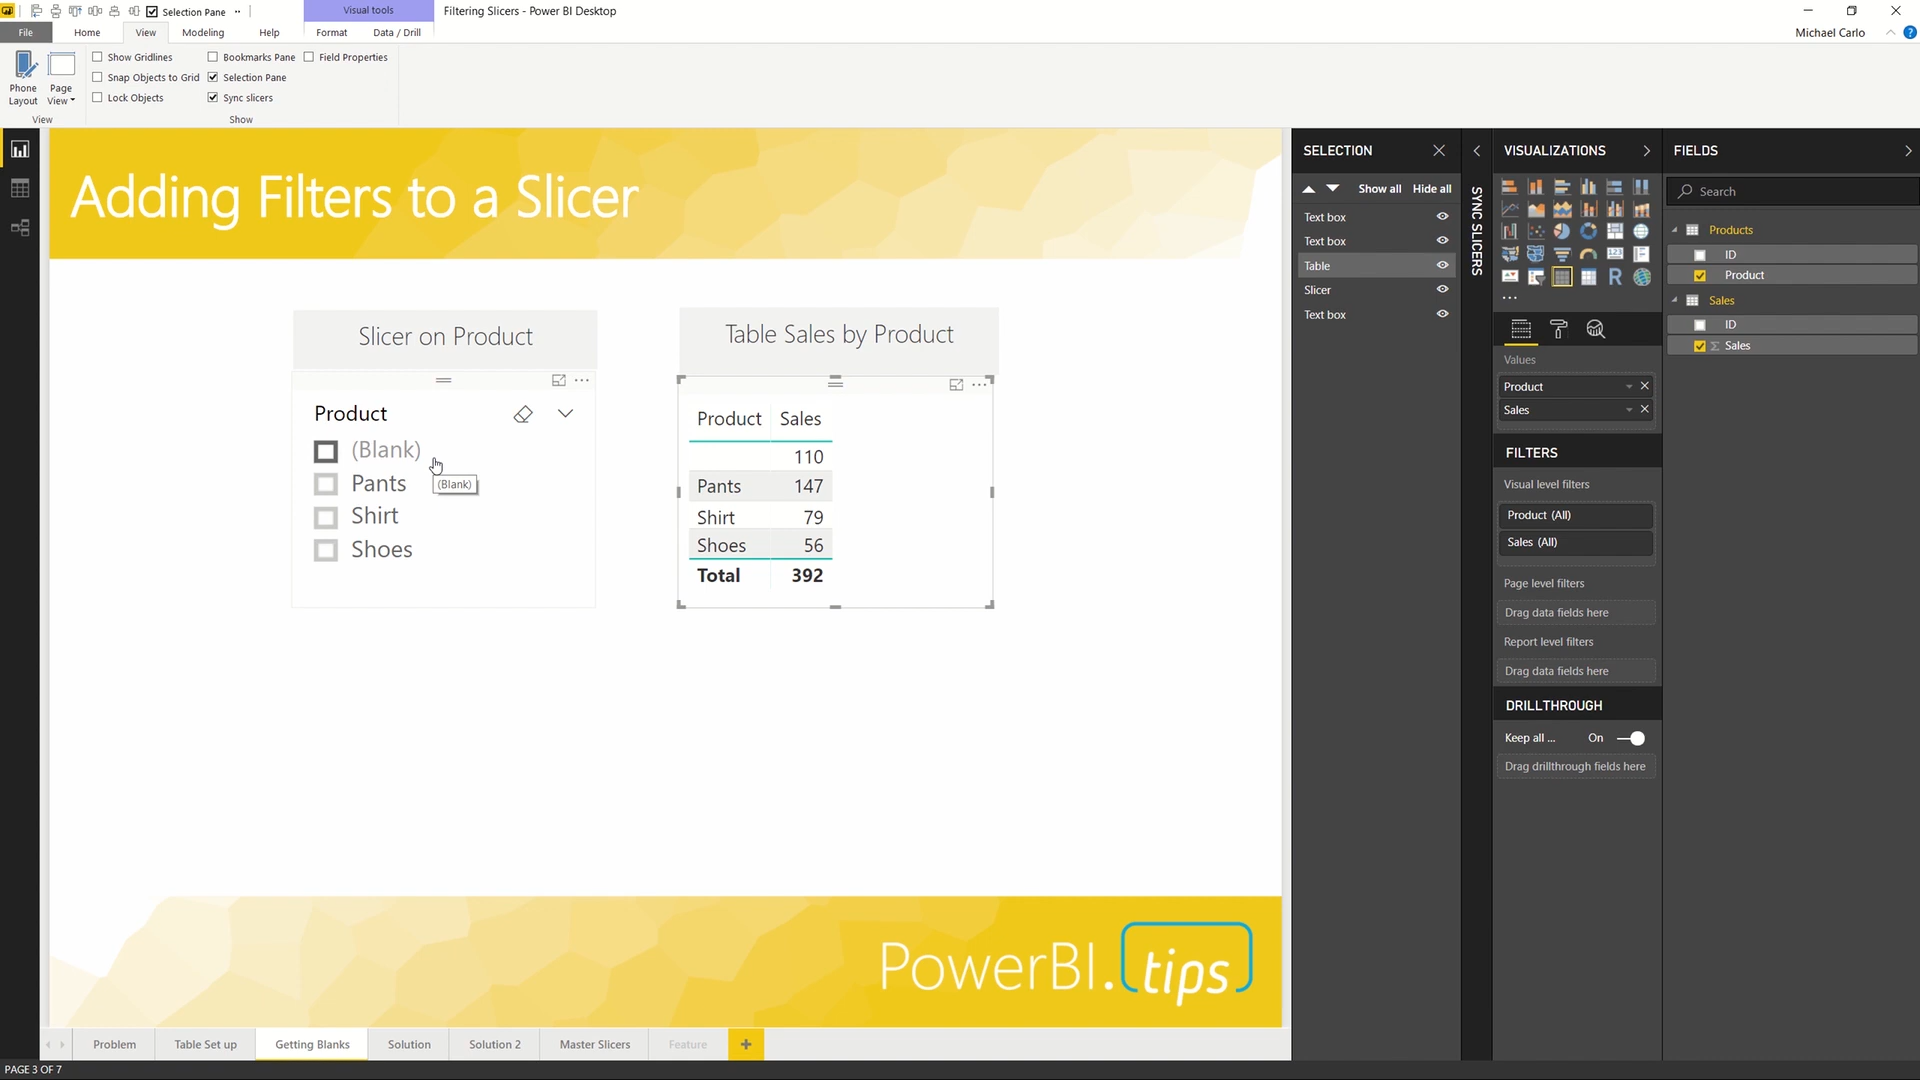 Selection Pane
Visual tools
Filtering Slicers - Power BI Desktop
File
Home
View
Modeling
Help
Format
Data / Drill
Michael Carlo
?
Phone
Layout
Page
View
Show Gridlines
Snap Objects to Grid
Lock Objects
Bookmarks Pane
Selection Pane
Sync slicers
Field Properties
View
Show
Adding Filters to a Slicer
Slicer on Product
Product
(Blank)
Pants
Shirt
Shoes
(Blank)
Table Sales by Product
Product Sales
110
Pants 147
Shirt 79
Shoes 56
Total 392
PowerBI.tips
SELECTION
Show all
Hide all
Text box
Text box
Table
Slicer
Text box
SYNC SLICERS
VISUALIZATIONS
123
R
Values
Product
Sales
FILTERS
Visual level filters
Product (All)
Sales (All)
Page level filters
Drag data fields here
Report level filters
Drag data fields here
DRILLTHROUGH
Keep all ... On
Drag drillthrough fields here
FIELDS
Search
Products
ID
Product
Sales
ID
Σ Sales
Problem
Table Set up
Getting Blanks
Solution
Solution 2
Master Slicers
Feature
+
PAGE 3 OF 7